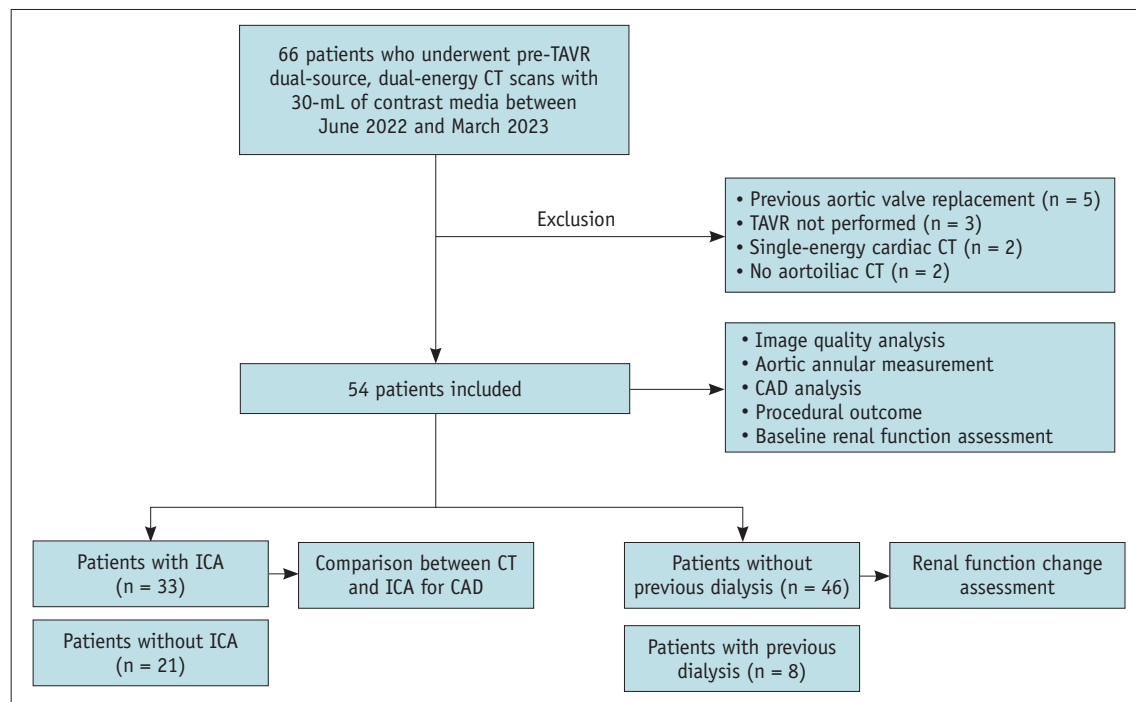 66 patients who underwent pre-TAVR
dual-source, dual-energy CT scans with
30-mL of contrast media between
June 2022 and March 2023
Exclusion
• Previous aortic valve replacement (n = 5)
• TAVR not performed (n = 3)
• Single-energy cardiac CT (n = 2)
• No aortoiliac CT (n = 2)
54 patients included
• Image quality analysis
• Aortic annular measurement
• CAD analysis
• Procedural outcome
• Baseline renal function assessment
Patients with ICA
(n = 33)
Comparison between CT
and ICA for CAD
Patients without ICA
(n = 21)
Patients without
previous dialysis (n = 46)
Renal function change
assessment
Patients with previous
dialysis (n = 8)